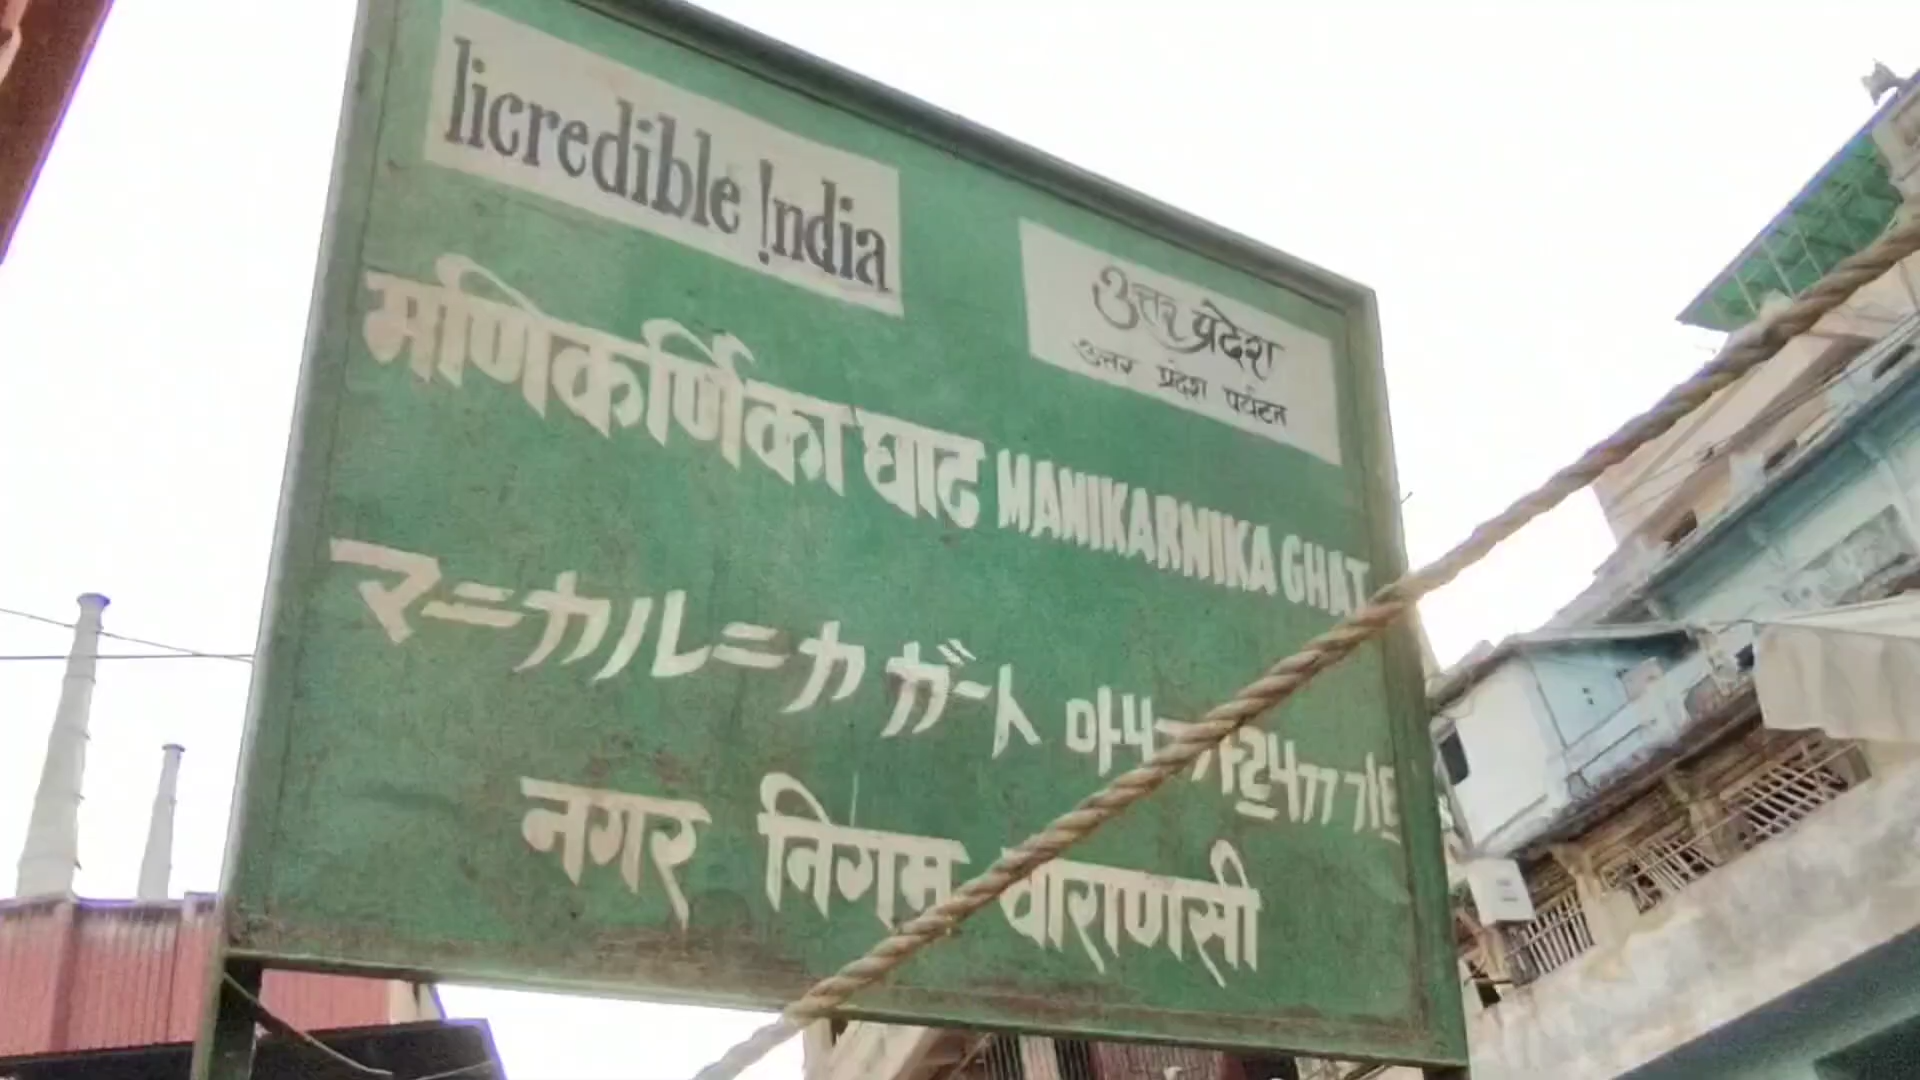 licredible !ndia
उत्तर प्रदेश
उत्तर प्रदेश पर्यटन
मणिकर्णिका घाट MANIKARNIKA GHAT
マニカルニカ ガート
नगर निगम वाराणसी